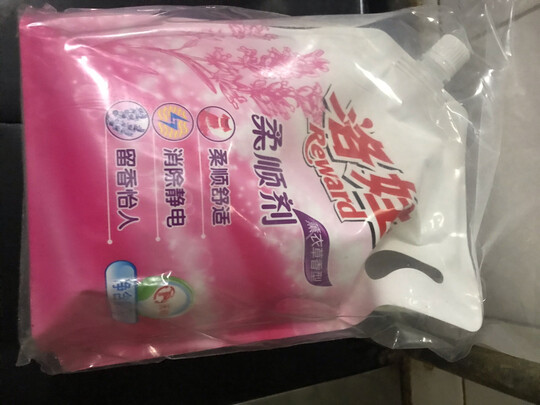 洛娃
Reward
薰衣草香型
柔顺剂
柔顺舒适
消除静电
留香怡人